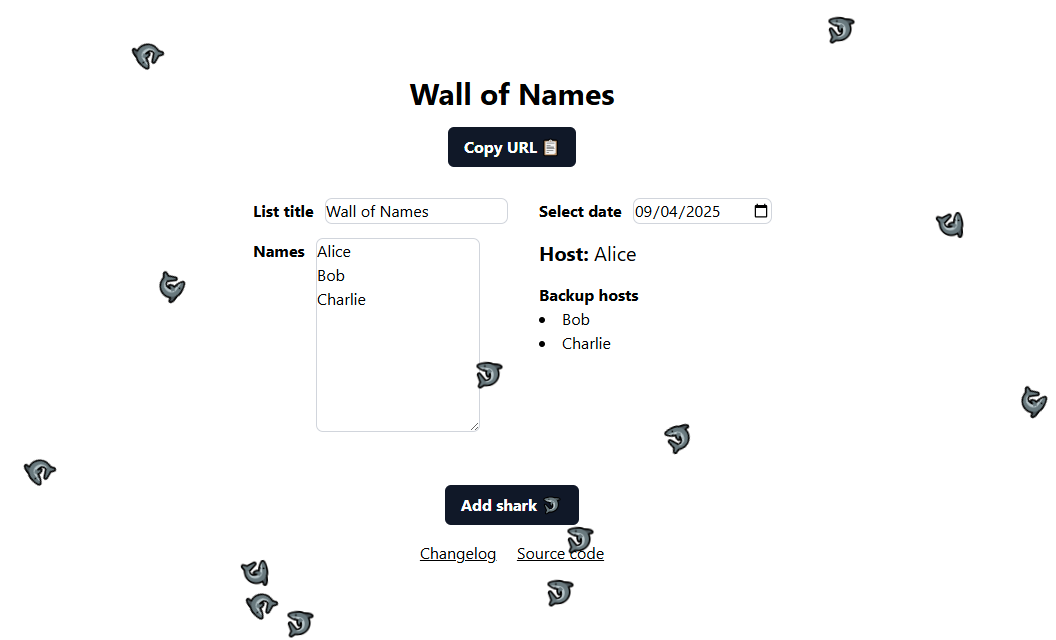 Wall of Names
Copy URL 📋
List title Wall of Names
Select date 09/04/2025
Names
Alice
Bob
Charlie
Host: Alice
Backup hosts
• Bob
• Charlie
Add shark 🦈
Changelog Source code